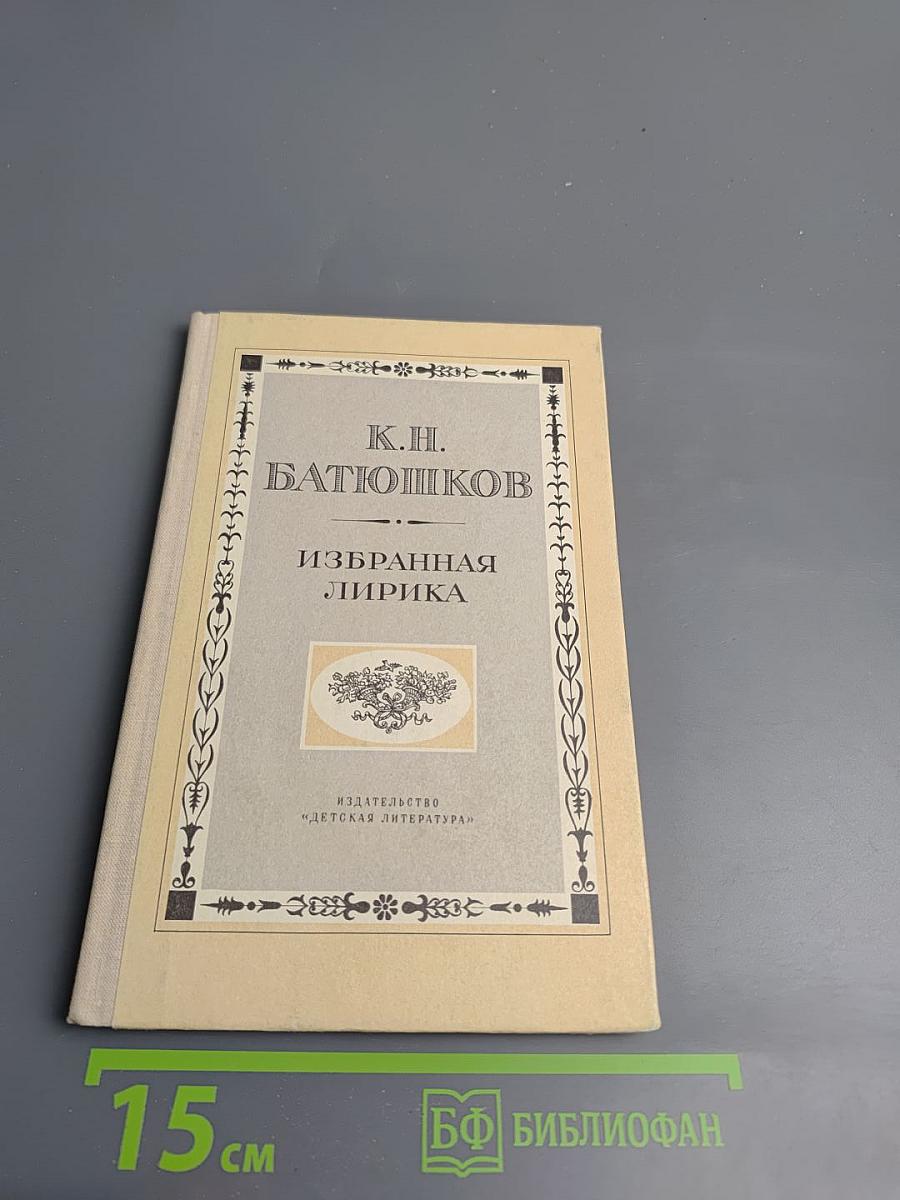 К.Н.
БАТЮШКОВ
ИЗБРАННАЯ
ЛИРИКА
ИЗДАТЕЛЬСТВО
«ДЕТСКАЯ ЛИТЕРАТУРА»
15 см
БФ БИБЛИОФАН